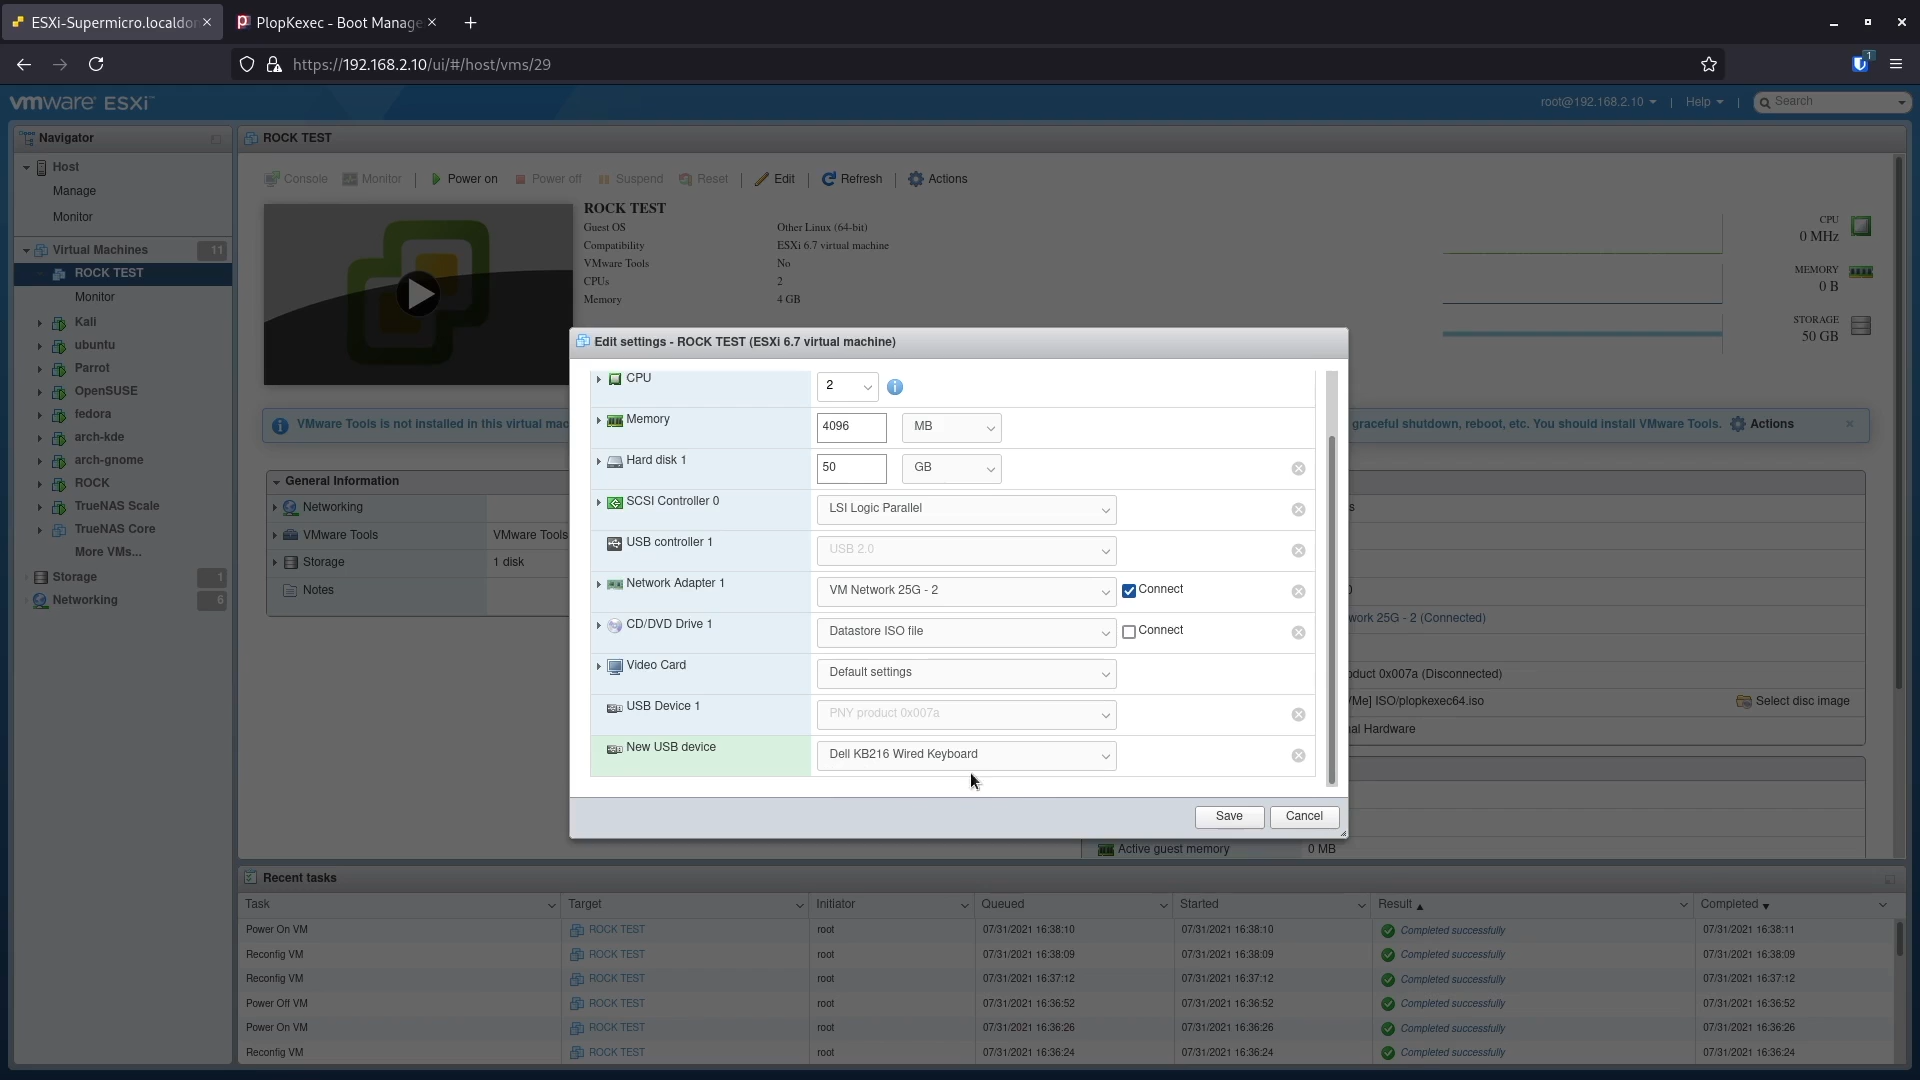 ESXi-Supermicro.localdo
PlopKexec - Boot Manage
https://192.168.2.10/ui/#/host/vms/29
1
vmware ESXi™
root@192.168.2.10 | Help | Search
Navigator
Host
Manage
Monitor
Virtual Machines 11
ROCK TEST
Monitor
Kali
ubuntu
Parrot
OpenSUSE
fedora
arch-kde
arch-gnome
ROCK
TrueNAS Scale
TrueNAS Core
More VMs...
Storage 1
Networking 6
ROCK TEST
Console Monitor | Power on Power off Suspend Reset | Edit | Refresh | Actions
ROCK TEST
Guest OS Other Linux (64-bit)
Compatibility ESXi 6.7 virtual machine
VMware Tools No
CPUs 2
Memory 4 GB
CPU
0 MHz
MEMORY
0 B
STORAGE
50 GB
VMware Tools is not installed in this virtual mac
graceful shutdown, reboot, etc. You should install VMware Tools. Actions
General Information
Networking
VMware Tools VMware Tools
Storage 1 disk
Notes
work 25G - 2 (Connected)
oduct 0x007a (Disconnected)
VMe] ISO/plopkexec64.iso Select disc image
al Hardware
Active guest memory 0 MB
Edit settings - ROCK TEST (ESXi 6.7 virtual machine)
CPU 2
Memory 4096 MB
Hard disk 1 50 GB
SCSI Controller 0 LSI Logic Parallel
USB controller 1 USB 2.0
Network Adapter 1 VM Network 25G - 2 Connect
CD/DVD Drive 1 Datastore ISO file Connect
Video Card Default settings
USB Device 1 PNY product 0x007a
New USB device Dell KB216 Wired Keyboard
Save Cancel
Recent tasks
Task Target Initiator Queued Started Result Completed
Power On VM ROCK TEST root 07/31/2021 16:38:10 07/31/2021 16:38:10 Completed successfully 07/31/2021 16:38:11
Reconfig VM ROCK TEST root 07/31/2021 16:38:09 07/31/2021 16:38:09 Completed successfully 07/31/2021 16:38:09
Reconfig VM ROCK TEST root 07/31/2021 16:37:12 07/31/2021 16:37:12 Completed successfully 07/31/2021 16:37:12
Power Off VM ROCK TEST root 07/31/2021 16:36:52 07/31/2021 16:36:52 Completed successfully 07/31/2021 16:36:52
Power On VM ROCK TEST root 07/31/2021 16:36:26 07/31/2021 16:36:26 Completed successfully 07/31/2021 16:36:26
Reconfig VM ROCK TEST root 07/31/2021 16:36:24 07/31/2021 16:36:24 Completed successfully 07/31/2021 16:36:24